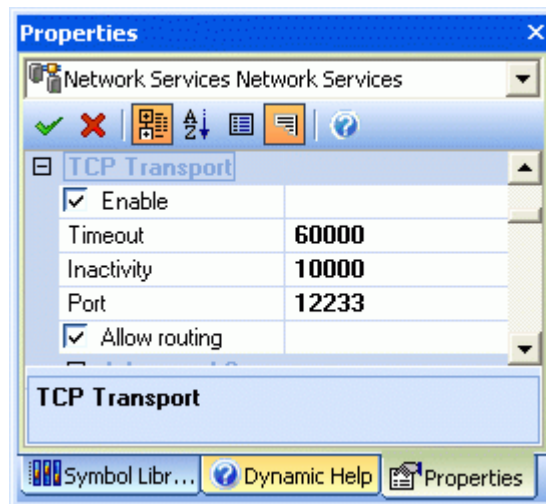 Properties
Network Services Network Services
TCP Transport
Enable
Timeout 60000
Inactivity 10000
Port 12233
Allow routing
TCP Transport
Symbol Libr... Dynamic Help Properties